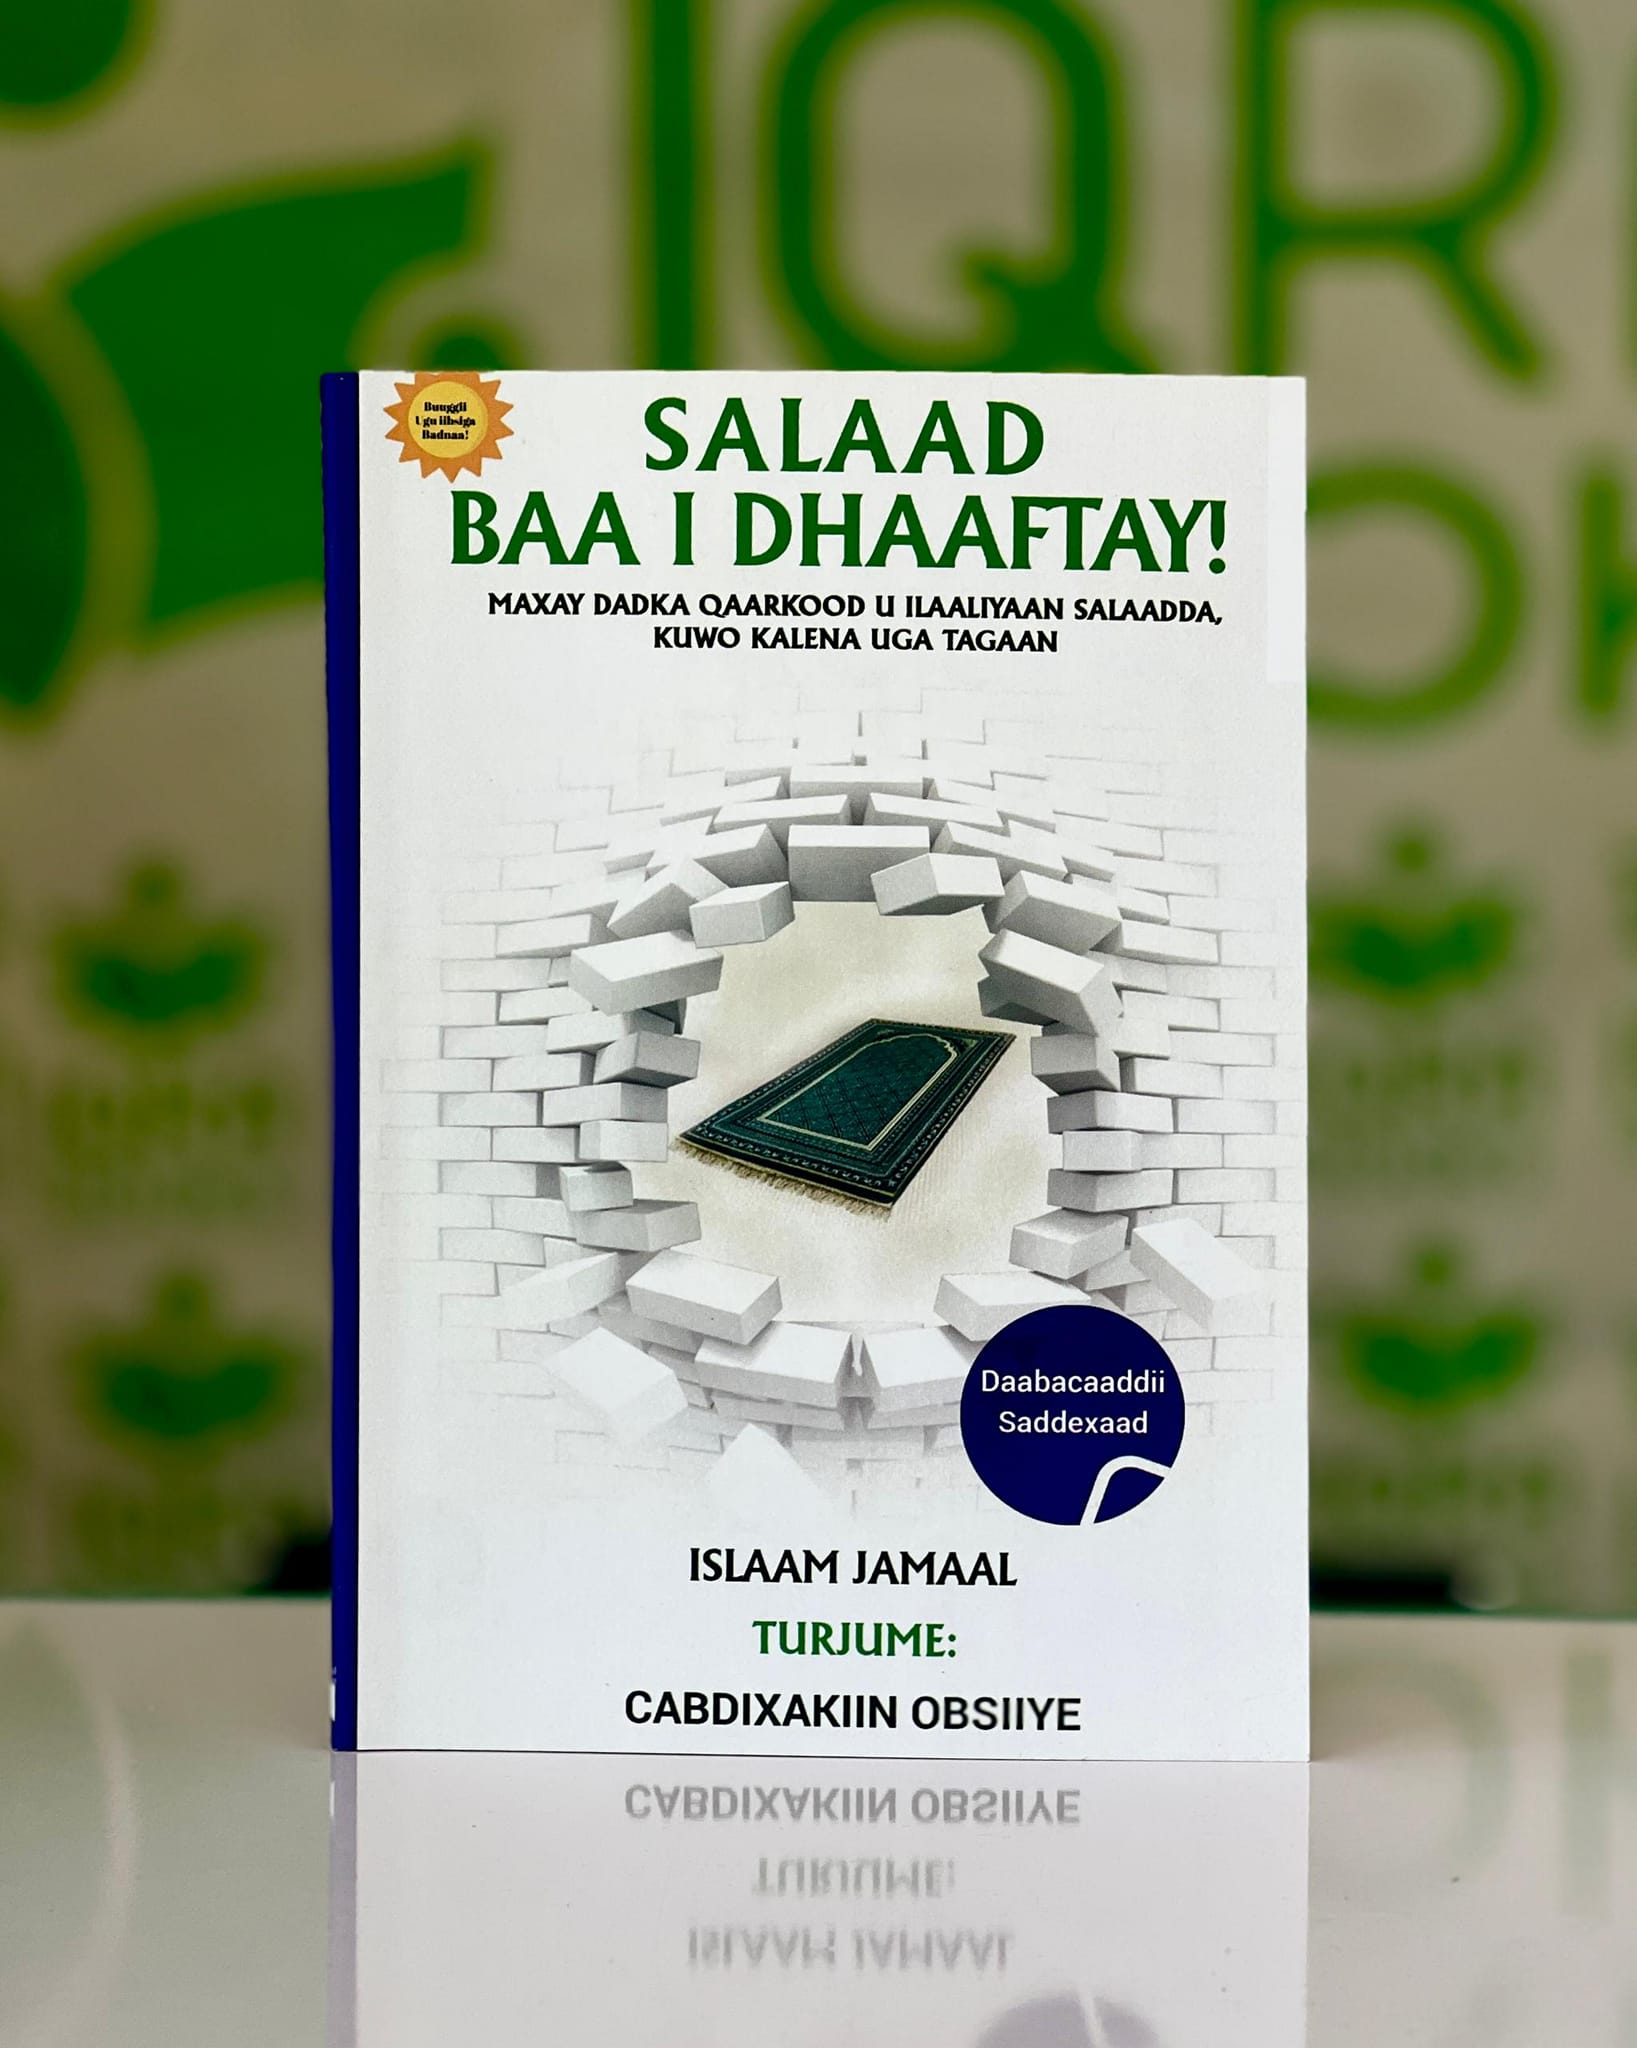 IQR
Buuggii
Ugu iibsiga
Badnaa!
SALAAD
BAA I DHAAFTAY!
MAXAY DADKA QAARKOOD U ILAALIYAAN SALAADDA,
KUWO KALENA UGA TAGAAN
Daabacaaddii
Saddexaad
ISLAAM JAMAAL
TURJUME:
CABDIXAKIIN OBSIIYE